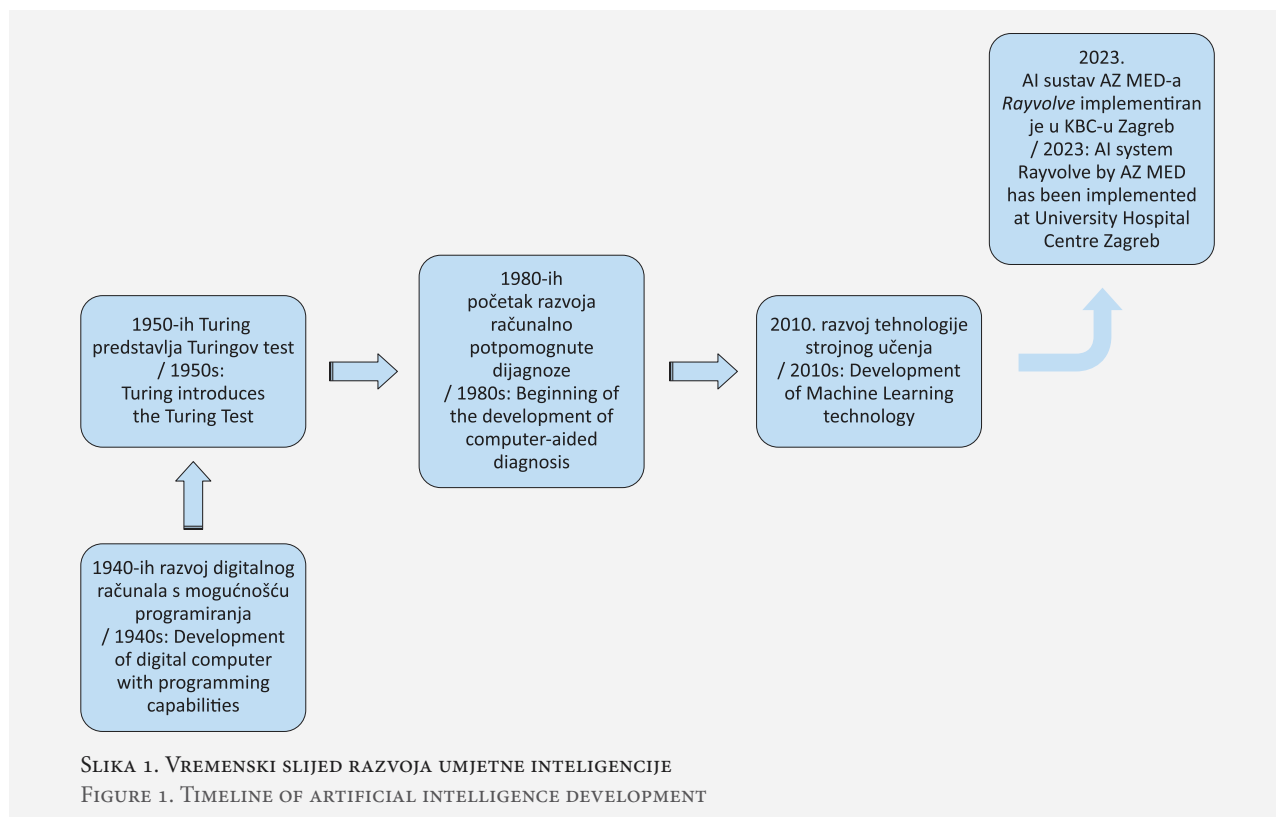 1940-ih razvoj digitalnog
računala s mogućnošću
programiranja
/ 1940s: Development
of digital computer
with programming
capabilities
1950-ih Turing
predstavlja Turingov test
/ 1950s:
Turing introduces
the Turing Test
1980-ih
početak razvoja
računalno
potpomognute
dijagnoze
/ 1980s: Beginning of
the development of
computer-aided
diagnosis
2010. razvoj tehnologije
strojnog učenja
/ 2010s: Development
of Machine Learning
technology
2023.
AI sustav AZ MED-a
Rayvolve implementiran
je u KBC-u Zagreb
/ 2023: AI system
Rayvolve by AZ MED
has been implemented
at University Hospital
Centre Zagreb
Slika 1. Vremenski slijed razvoja umjetne inteligencije
Figure 1. Timeline of artificial intelligence development